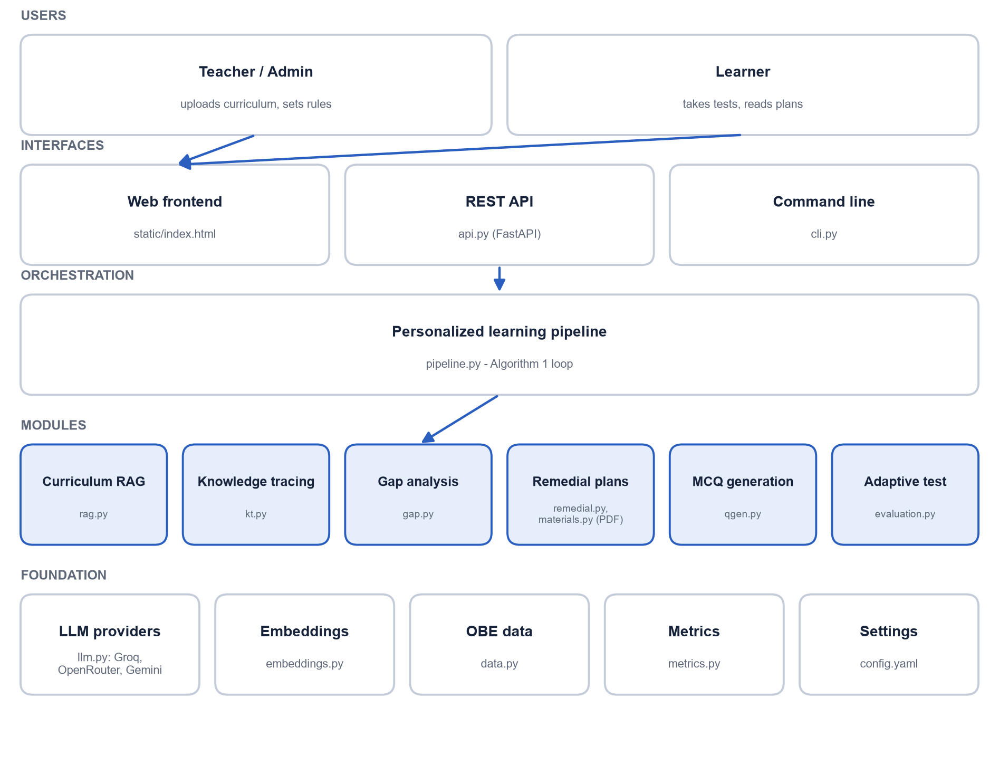 USERS
Teacher / Admin
uploads curriculum, sets rules
Learner
takes tests, reads plans
INTERFACES
Web frontend
static/index.html
REST API
api.py (FastAPI)
Command line
cli.py
ORCHESTRATION
Personalized learning pipeline
pipeline.py - Algorithm 1 loop
MODULES
Curriculum RAG
rag.py
Knowledge tracing
kt.py
Gap analysis
gap.py
Remedial plans
remedial.py,
materials.py (PDF)
MCQ generation
qgen.py
Adaptive test
evaluation.py
FOUNDATION
LLM providers
llm.py: Groq,
OpenRouter, Gemini
Embeddings
embeddings.py
OBE data
data.py
Metrics
metrics.py
Settings
config.yaml